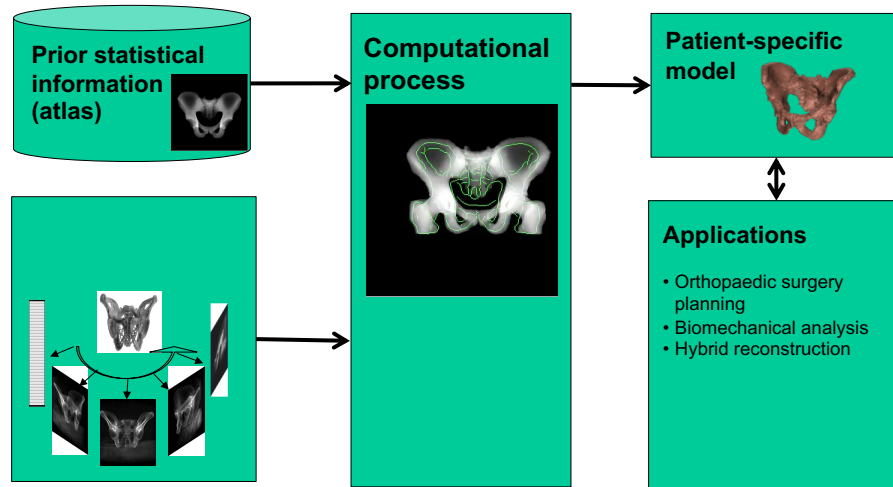 Prior statistical
information
(atlas)
Computational
process
Patient-specific
model
Applications
• Orthopaedic surgery
planning
• Biomechanical analysis
• Hybrid reconstruction